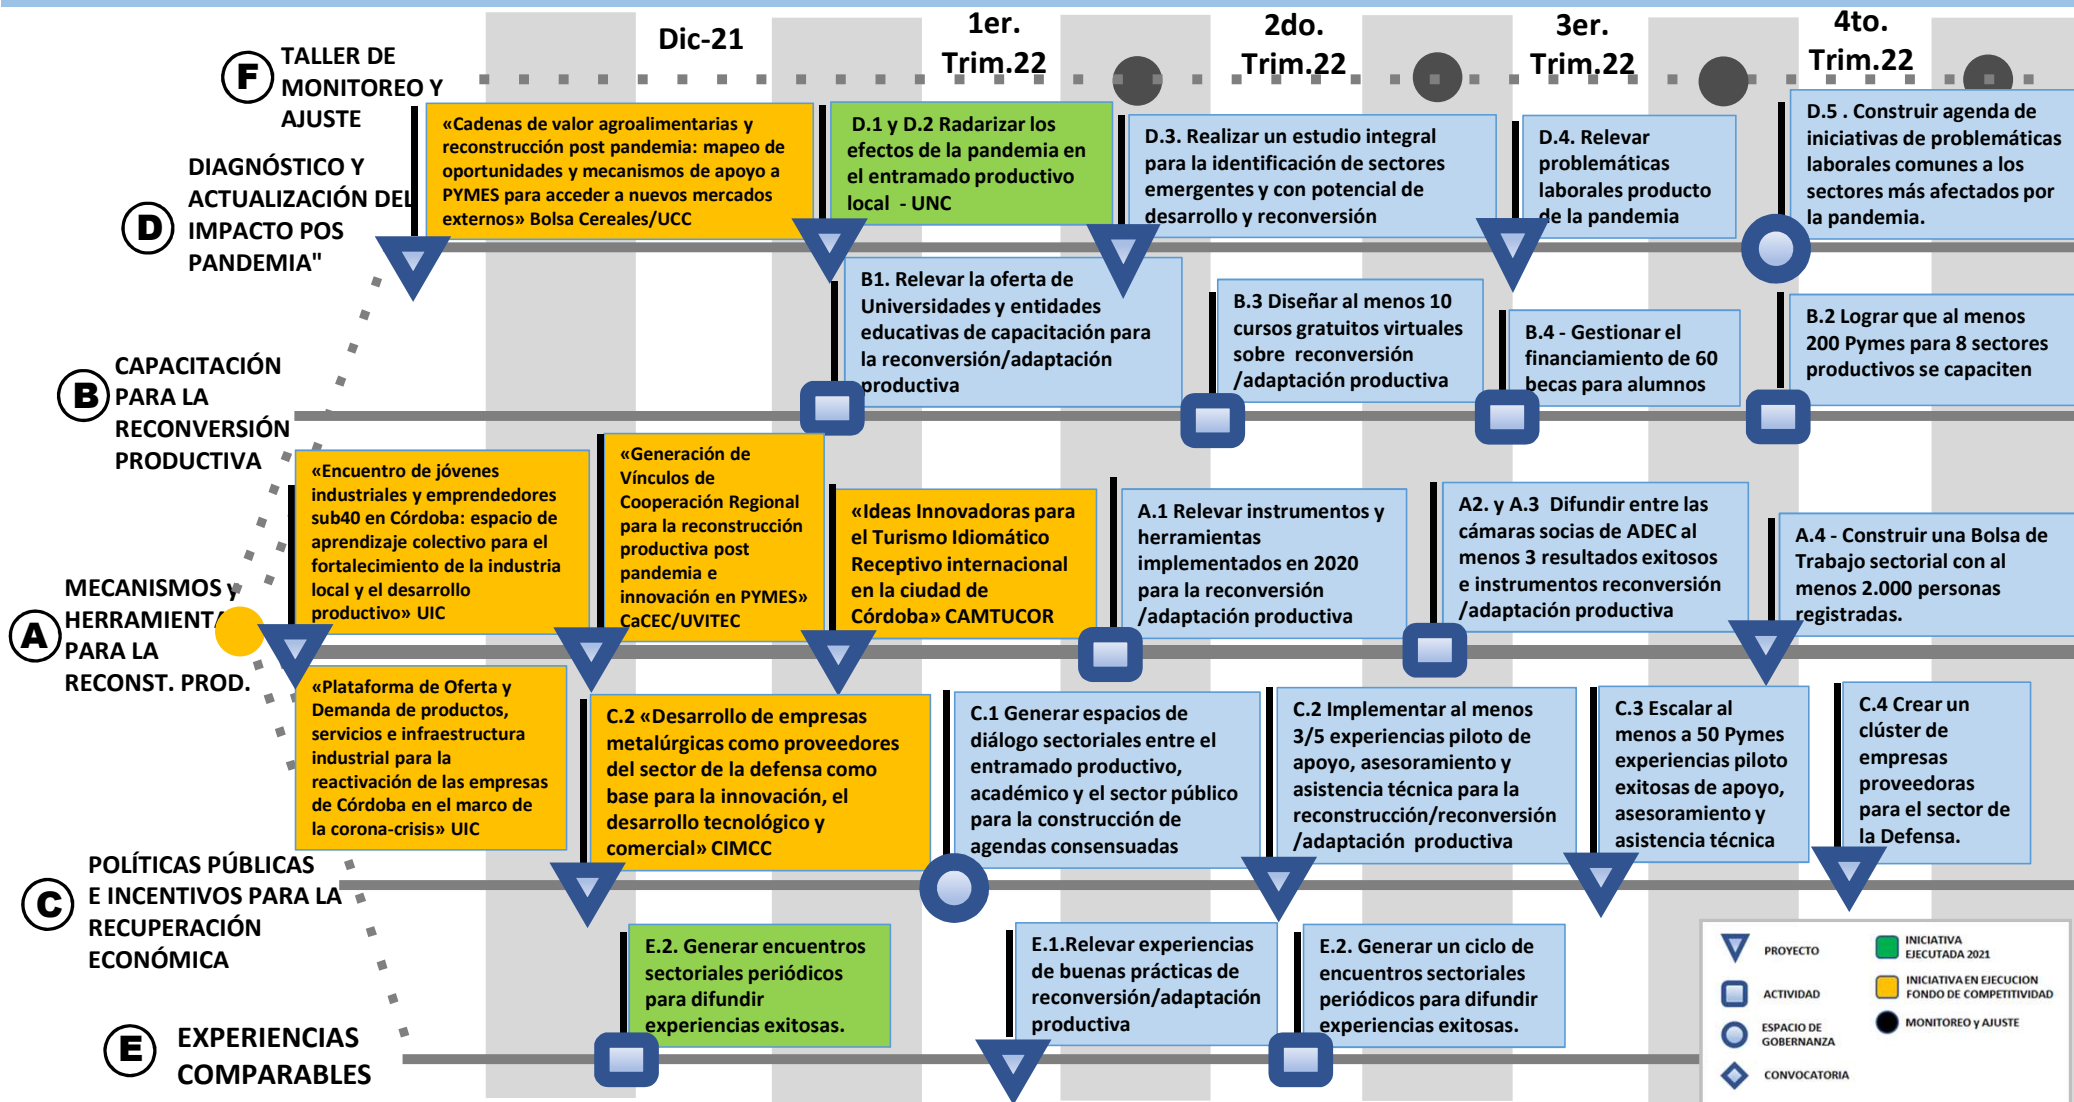 Dic-21
1er.
Trim.22
2do.
Trim.22
3er.
Trim.22
4to.
Trim.22
F
TALLER DE
MONITOREO Y
AJUSTE
D
DIAGNÓSTICO Y
ACTUALIZACIÓN DEL
IMPACTO POS
PANDEMIA"
«Cadenas de valor agroalimentarias y
reconstrucción post pandemia: mapeo de
oportunidades y mecanismos de apoyo a
PYMES para acceder a nuevos mercados
externos» Bolsa Cereales/UCC
D.1 y D.2 Radarizar los
efectos de la pandemia en
el entramado productivo
local - UNC
D.3. Realizar un estudio integral
para la identificación de sectores
emergentes y con potencial de
desarrollo y reconversión
D.4. Relevar
problemáticas
laborales producto
de la pandemia
D.5 . Construir agenda de
iniciativas de problemáticas
laborales comunes a los
sectores más afectados por
la pandemia.
B
CAPACITACIÓN
PARA LA
RECONVERSIÓN
PRODUCTIVA
B1. Relevar la oferta de
Universidades y entidades
educativas de capacitación para
la reconversión/adaptación
productiva
B.3 Diseñar al menos 10
cursos gratuitos virtuales
sobre reconversión
/adaptación productiva
B.4 - Gestionar el
financiamiento de 60
becas para alumnos
B.2 Lograr que al menos
200 Pymes para 8 sectores
productivos se capaciten
A
MECANISMOS y
HERRAMIENTA
PARA LA
RECONST. PROD.
«Encuentro de jóvenes
industriales y emprendedores
sub40 en Córdoba: espacio de
aprendizaje colectivo para el
fortalecimiento de la industria
local y el desarrollo
productivo» UIC
«Generación de
Vínculos de
Cooperación Regional
para la reconstrucción
productiva post
pandemia e
innovación en PYMES»
CaCEC/UVITEC
«Ideas Innovadoras para
el Turismo Idiomático
Receptivo internacional
en la ciudad de
Córdoba» CAMTUCOR
A.1 Relevar instrumentos y
herramientas
implementados en 2020
para la reconversión
/adaptación productiva
A2. y A.3 Difundir entre las
cámaras socias de ADEC al
menos 3 resultados exitosos
e instrumentos reconversión
/adaptación productiva
A.4 - Construir una Bolsa de
Trabajo sectorial con al
menos 2.000 personas
registradas.
«Plataforma de Oferta y
Demanda de productos,
servicios e infraestructura
industrial para la
reactivación de las empresas
de Córdoba en el marco de
la corona-crisis» UIC
C
POLÍTICAS PÚBLICAS
E INCENTIVOS PARA LA
RECUPERACIÓN
ECONÓMICA
C.2 «Desarrollo de empresas
metalúrgicas como proveedores
del sector de la defensa como
base para la innovación, el
desarrollo tecnológico y
comercial» CIMCC
C.1 Generar espacios de
diálogo sectoriales entre el
entramado productivo,
académico y el sector público
para la construcción de
agendas consensuadas
C.2 Implementar al menos
3/5 experiencias piloto de
apoyo, asesoramiento y
asistencia técnica para la
reconstrucción/reconversión
/adaptación productiva
C.3 Escalar al
menos a 50 Pymes
experiencias piloto
exitosas de apoyo,
asesoramiento y
asistencia técnica
C.4 Crear un
clúster de
empresas
proveedoras
para el sector de
la Defensa.
E
EXPERIENCIAS
COMPARABLES
E.2. Generar encuentros
sectoriales periódicos
para difundir
experiencias exitosas.
E.1.Relevar experiencias
de buenas prácticas de
reconversión/adaptación
productiva
E.2. Generar un ciclo de
encuentros sectoriales
periódicos para difundir
experiencias exitosas.
PROYECTO
ACTIVIDAD
ESPACIO DE
GOBERNANZA
CONVOCATORIA
INICIATIVA
EJECUTADA 2021
INICIATIVA EN EJECUCION
FONDO DE COMPETITIVIDAD
MONITOREO y AJUSTE